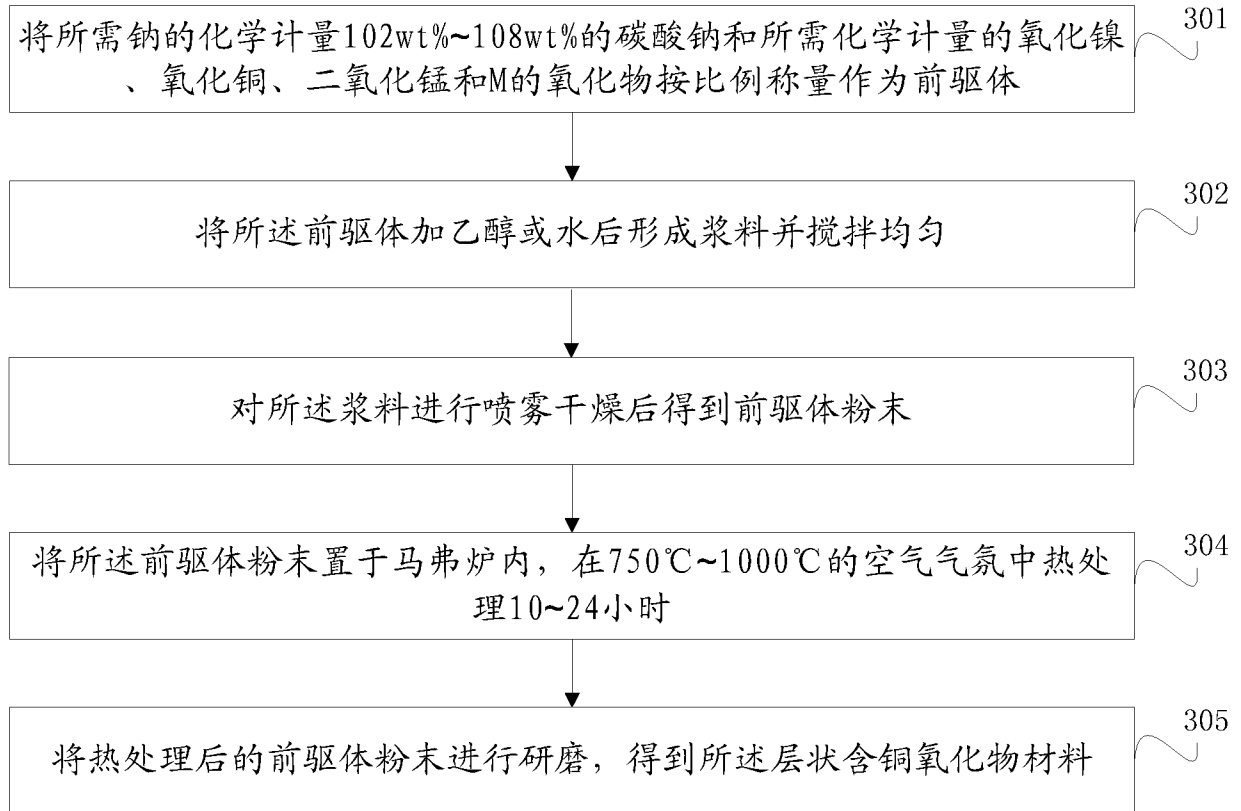 301
将所需钠的化学计量102wt%~108wt%的碳酸钠和所需化学计量的氧化镍
、氧化铜、二氧化锰和M的氧化物按比例称量作为前驱体
302
将所述前驱体加乙醇或水后形成浆料并搅拌均匀
303
对所述浆料进行喷雾干燥后得到前驱体粉末
304
将所述前驱体粉末置于马弗炉内，在750℃~1000℃的空气气氛中热处
理10~24小时
305
将热处理后的前驱体粉末进行研磨，得到所述层状含铜氧化物材料